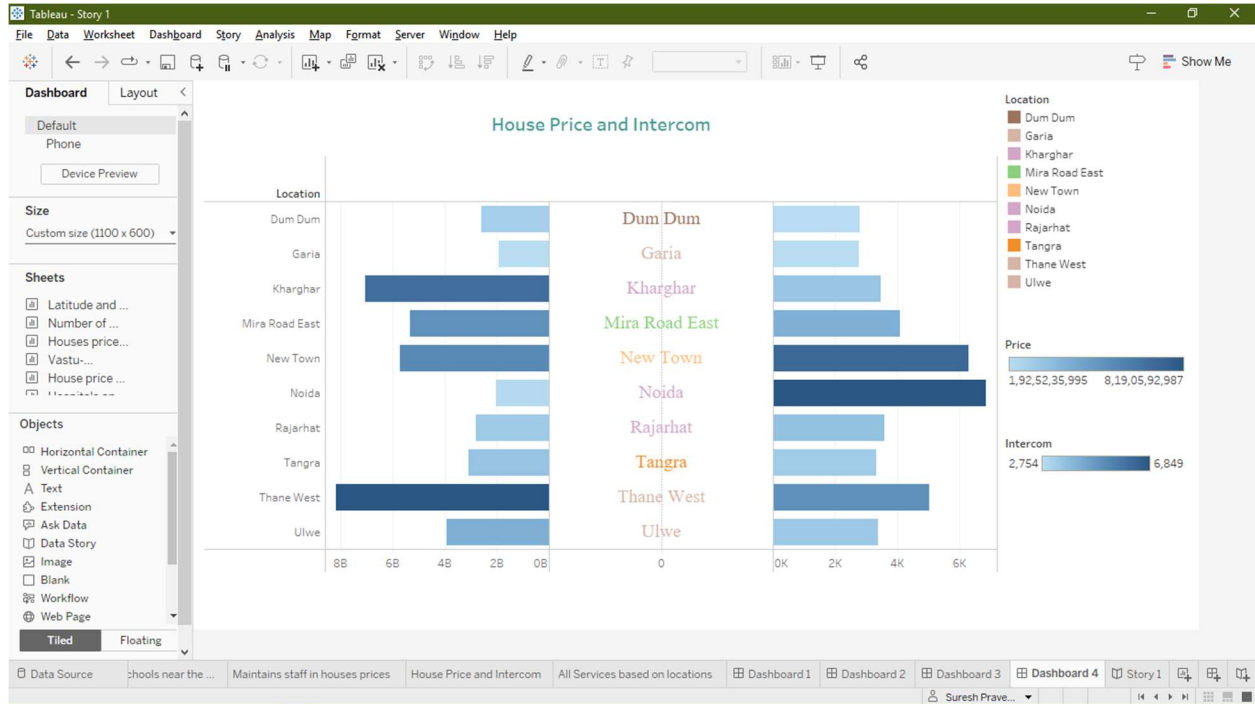 Tableau - Story 1
File Data Worksheet Dashboard Story Analysis Map Format Server Window Help
Show Me
Dashboard Layout
Default
Phone
Device Preview
Size
Custom size (1100 x 600)
Sheets
Latitude and ...
Number of ...
Houses price...
Vastu-...
House price ...
Objects
Horizontal Container
Vertical Container
Text
Extension
Ask Data
Data Story
Image
Blank
Workflow
Web Page
Tiled Floating
House Price and Intercom
Location
Dum Dum Dum Dum
Garia Garia
Kharghar Kharghar
Mira Road East Mira Road East
New Town New Town
Noida Noida
Rajarhat Rajarhat
Tangra Tangra
Thane West Thane West
Ulwe Ulwe
8B 6B 4B 2B 0B 0 0K 2K 4K 6K
Location
Dum Dum
Garia
Kharghar
Mira Road East
New Town
Noida
Rajarhat
Tangra
Thane West
Ulwe
Price
1,92,52,35,995 8,19,05,92,987
Intercom
2,754 6,849
Data Source chools near the ... Maintains staff in houses prices House Price and Intercom All Services based on locations Dashboard 1 Dashboard 2 Dashboard 3 Dashboard 4 Story 1
Suresh Prave...